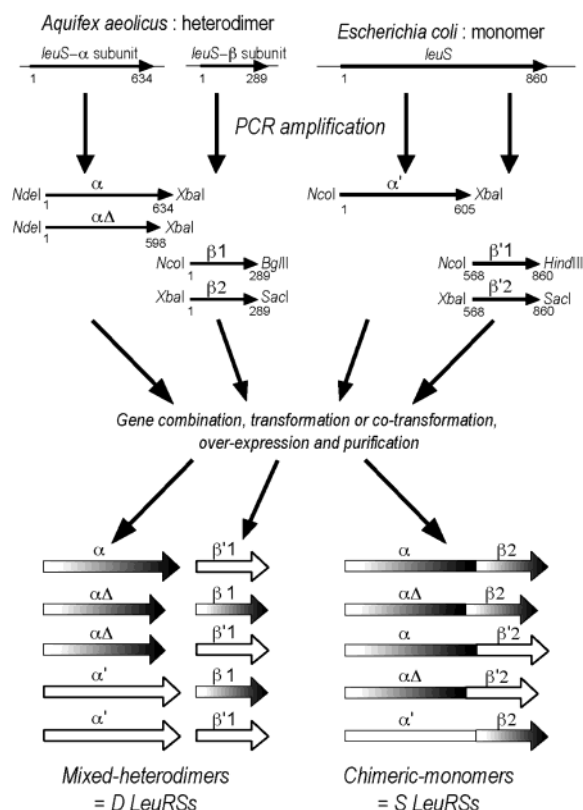 Aquifex aeolicus : heterodimer
Escherichia coli : monomer
leuS–α subunit
leuS–β subunit
leuS
1 634
1 289
1 860
PCR amplification
NdeI α XbaI
1 634
NcoI α' XbaI
1 605
NdeI αΔ XbaI
1 598
NcoI β1 BglII
1 289
NcoI β'1 HindIII
568 860
XbaI β2 SacI
1 289
XbaI β'2 SacI
568 860
Gene combination, transformation or co-transformation,
over-expression and purification
α β'1
α β2
αΔ β1
αΔ β2
αΔ β'1
α β'2
α' β1
αΔ β'2
α' β'1
α' β2
Mixed-heterodimers
= D LeuRSs
Chimeric-monomers
= S LeuRSs